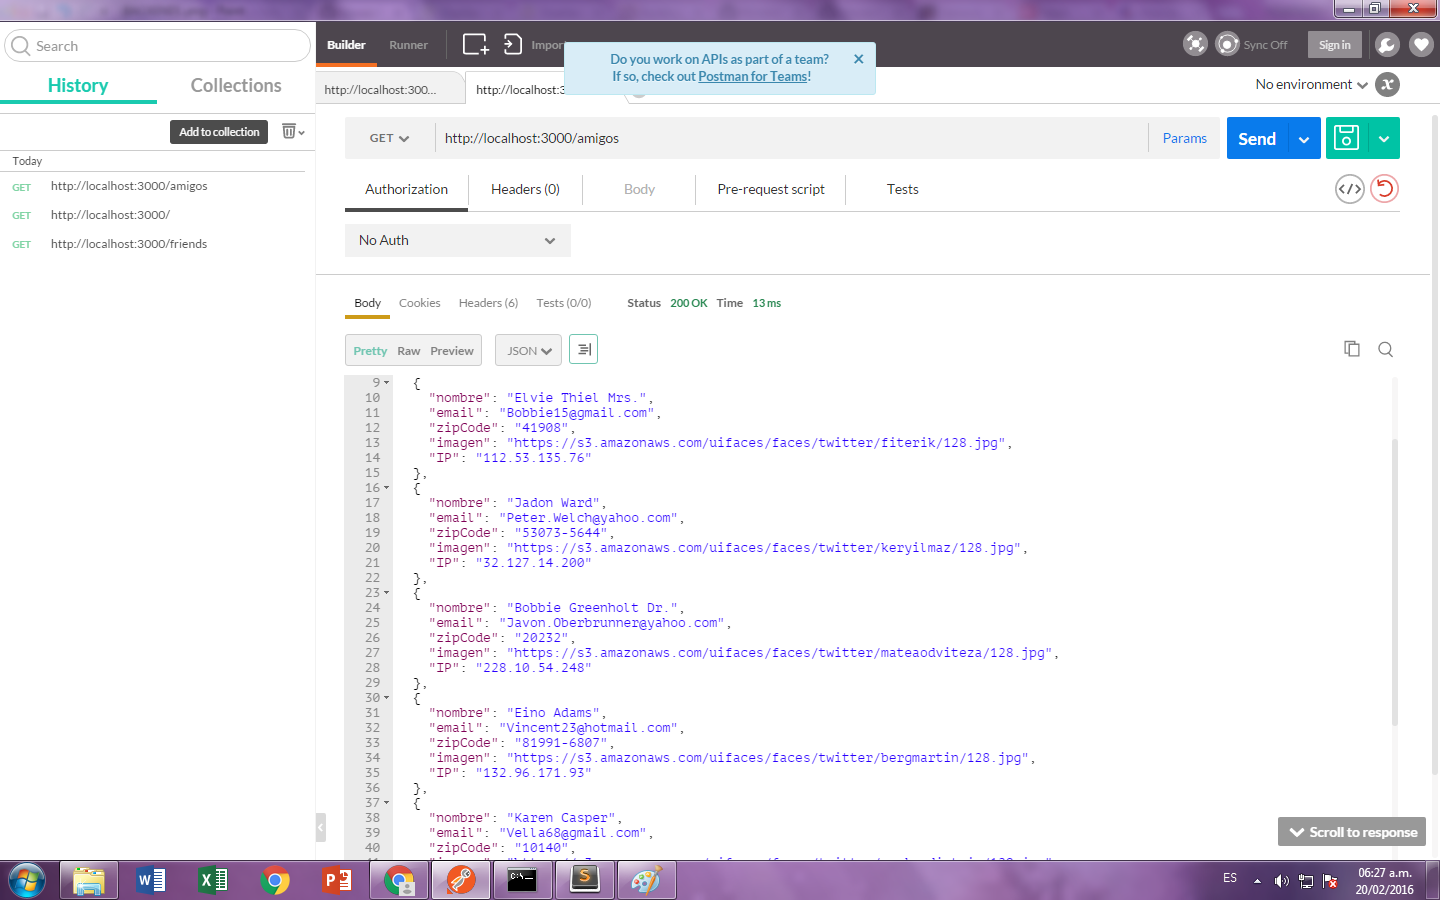 Search
History
Collections
Add to collection
Today
GET http://localhost:3000/amigos
GET http://localhost:3000/
GET http://localhost:3000/friends
Builder
Runner
Import
Do you work on APIs as part of a team?
If so, check out Postman for Teams!
Sync Off
Sign in
http://localhost:300...
http://localhost:3
No environment
GET
http://localhost:3000/amigos
Params
Send
Authorization
Headers (0)
Body
Pre-request script
Tests
No Auth
Body
Cookies
Headers (6)
Tests (0/0)
Status 200 OK Time 13 ms
Pretty Raw Preview
JSON
9 {
10 "nombre": "Elvie Thiel Mrs.",
11 "email": "Bobbie15@gmail.com",
12 "zipCode": "41908",
13 "imagen": "https://s3.amazonaws.com/uifaces/faces/twitter/fiterik/128.jpg",
14 "IP": "112.53.135.76"
15 },
16 {
17 "nombre": "Jadon Ward",
18 "email": "Peter.Welch@yahoo.com",
19 "zipCode": "53073-5644",
20 "imagen": "https://s3.amazonaws.com/uifaces/faces/twitter/keryilmaz/128.jpg",
21 "IP": "32.127.14.200"
22 },
23 {
24 "nombre": "Bobbie Greenholt Dr.",
25 "email": "Javon.Oberbrunner@yahoo.com",
26 "zipCode": "20232",
27 "imagen": "https://s3.amazonaws.com/uifaces/faces/twitter/mateaodviteza/128.jpg",
28 "IP": "228.10.54.248"
29 },
30 {
31 "nombre": "Eino Adams",
32 "email": "Vincent23@hotmail.com",
33 "zipCode": "81991-6807",
34 "imagen": "https://s3.amazonaws.com/uifaces/faces/twitter/bergmartin/128.jpg",
35 "IP": "132.96.171.93"
36 },
37 {
38 "nombre": "Karen Casper",
39 "email": "Vella68@gmail.com",
40 "zipCode": "10140",
Scroll to response
ES
06:27 a.m.
20/02/2016